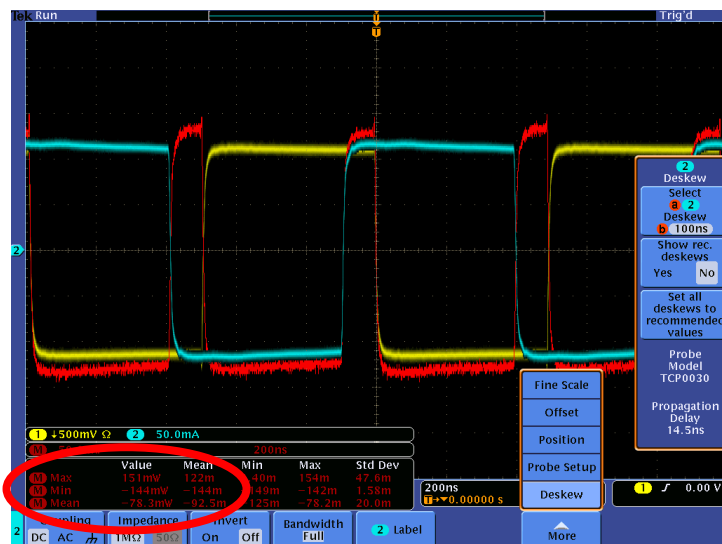 Tek Run
Trig'd
T
T
2
2
Deskew
Select
a 2
Deskew
b 100ns
Show rec.
deskews
Yes No
Set all
deskews to
recommended
values
Probe
Model
TCP0030
Propagation
Delay
14.5ns
Fine Scale
Offset
Position
Probe Setup
Deskew
1 ↓500mV Ω 2 50.0mA
M 200ns
Value Mean Min Max Std Dev
M Max 151mW 122m 154m 47.6m
M Min −144mW −144m −149m −142m 1.58m
M Mean −78.3mW −92.5m −125m −78.2m 20.0m
200ns
T→▼0.00000 s
1 0.00 V
2
Coupling
DC AC
Impedance
1MΩ 50Ω
Invert
On Off
Bandwidth
Full
2 Label
More